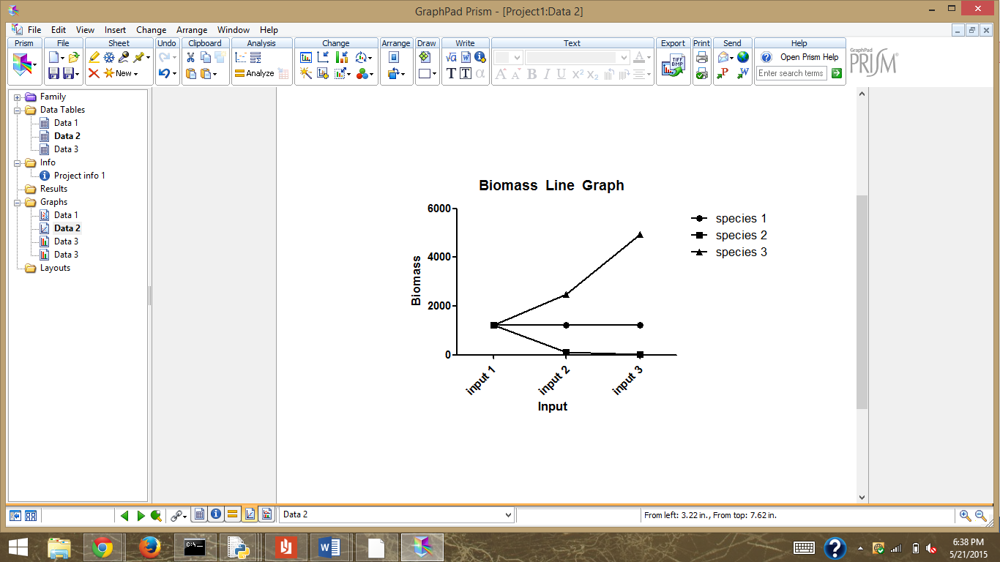 GraphPad Prism - [Project1:Data 2]
File Edit View Insert Change Arrange Window Help
Prism File Sheet Undo Clipboard Analysis Change Arrange Draw Write Text Export Print Send Help
New
Analyze
TIFF
BMP
Open Prism Help
Enter search terms
GraphPad
PRISM®
Family
Data Tables
Data 1
Data 2
Data 3
Info
Project info 1
Results
Graphs
Data 1
Data 2
Data 3
Data 3
Layouts
Biomass Line Graph
6000
4000
2000
0
Biomass
input 1
input 2
input 3
Input
species 1
species 2
species 3
Data 2
From left: 3.22 in., From top: 7.62 in.
6:38 PM
5/21/2015